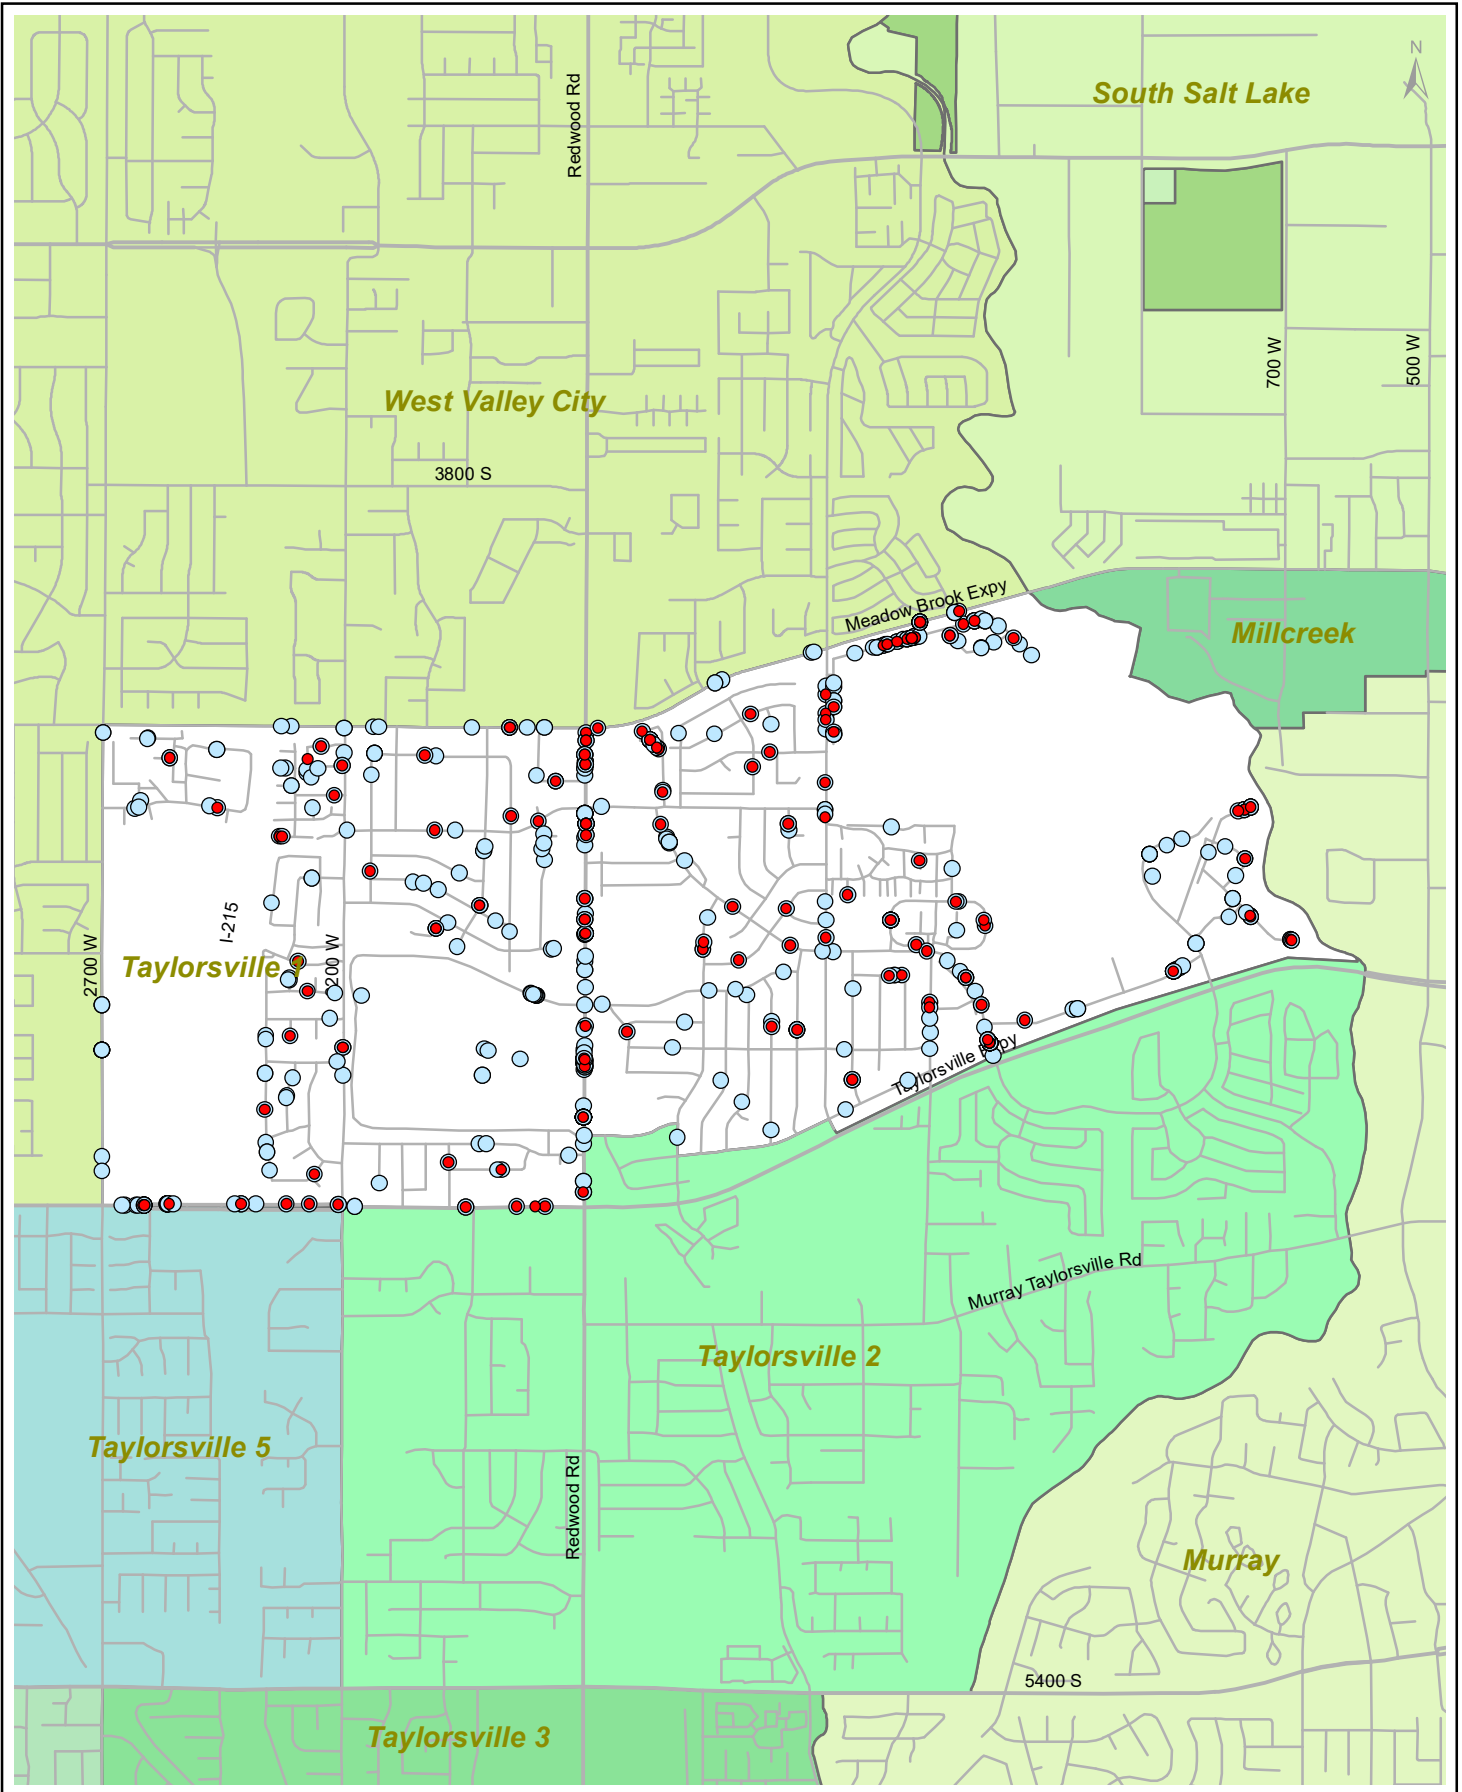 N
South Salt Lake
Redwood Rd
700 W
500 W
West Valley City
3800 S
Meadow Brook Expy
Millcreek
I-215
2700 W
Taylorsville 1
200 W
Taylorsville Expy
Murray Taylorsville Rd
Taylorsville 2
Taylorsville 5
Redwood Rd
Murray
5400 S
Taylorsville 3